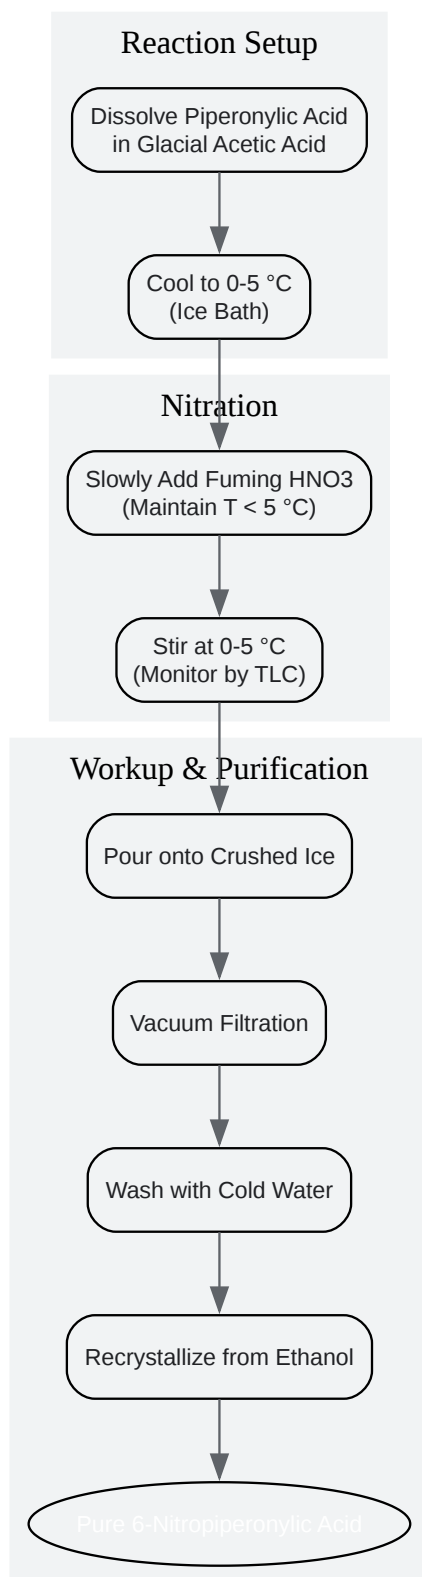 Reaction Setup
Dissolve Piperonylic Acid
in Glacial Acetic Acid
Cool to 0-5 °C
(Ice Bath)
Nitration
Slowly Add Fuming HNO3
(Maintain T < 5 °C)
Stir at 0-5 °C
(Monitor by TLC)
Workup & Purification
Pour onto Crushed Ice
Vacuum Filtration
Wash with Cold Water
Recrystallize from Ethanol
Pure 6-Nitropiperonylic Acid